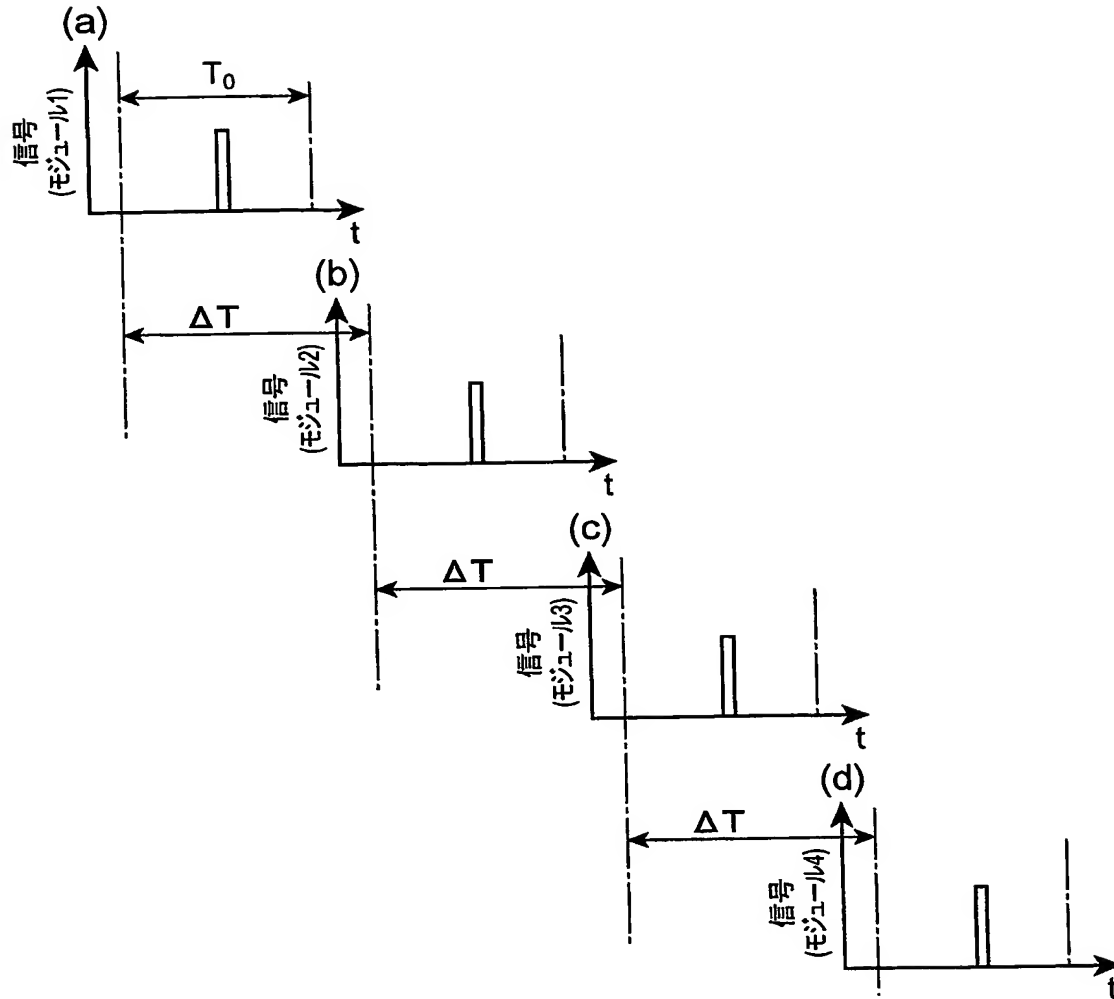 (a)
T₀
信号
(モジュール1)
t
(b)
ΔT
信号
(モジュール2)
t
(c)
ΔT
信号
(モジュール3)
t
(d)
ΔT
信号
(モジュール4)
t